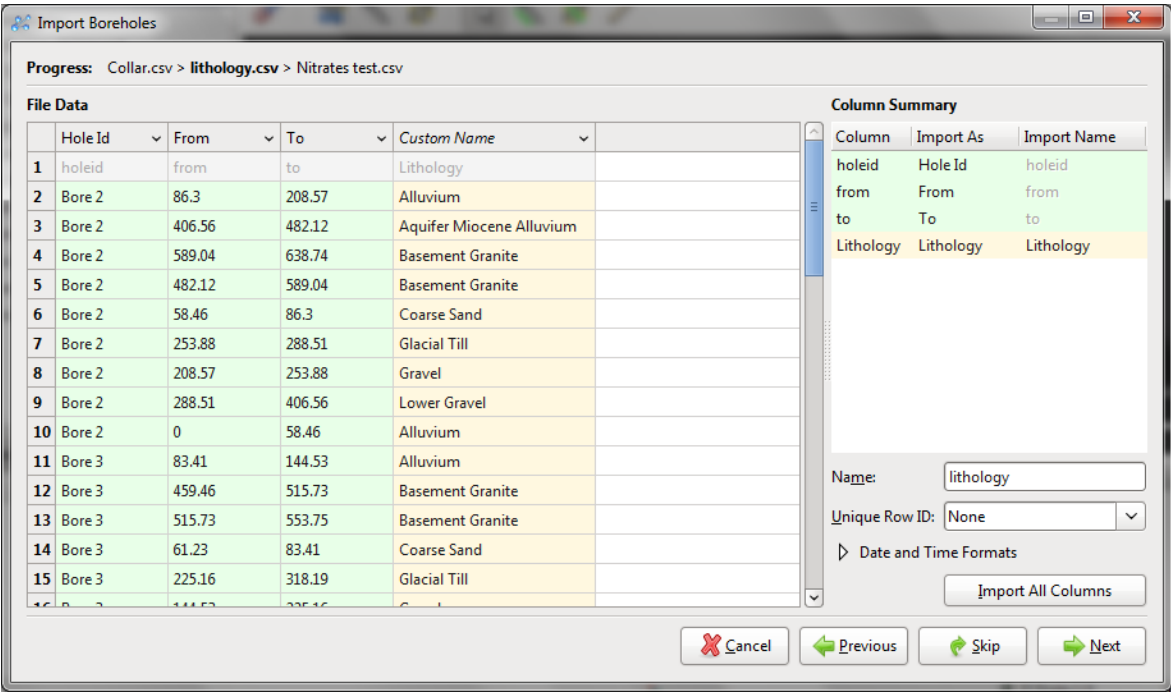 Import Boreholes
Progress: Collar.csv > lithology.csv > Nitrates test.csv
File Data
Hole Id From To Custom Name
1 holeid from to Lithology
2 Bore 2 86.3 208.57 Alluvium
3 Bore 2 406.56 482.12 Aquifer Miocene Alluvium
4 Bore 2 589.04 638.74 Basement Granite
5 Bore 2 482.12 589.04 Basement Granite
6 Bore 2 58.46 86.3 Coarse Sand
7 Bore 2 253.88 288.51 Glacial Till
8 Bore 2 208.57 253.88 Gravel
9 Bore 2 288.51 406.56 Lower Gravel
10 Bore 2 0 58.46 Alluvium
11 Bore 3 83.41 144.53 Alluvium
12 Bore 3 459.46 515.73 Basement Granite
13 Bore 3 515.73 553.75 Basement Granite
14 Bore 3 61.23 83.41 Coarse Sand
15 Bore 3 225.16 318.19 Glacial Till
Column Summary
Column Import As Import Name
holeid Hole Id holeid
from From from
to To to
Lithology Lithology Lithology
Name: lithology
Unique Row ID: None
Date and Time Formats
Import All Columns
Cancel Previous Skip Next